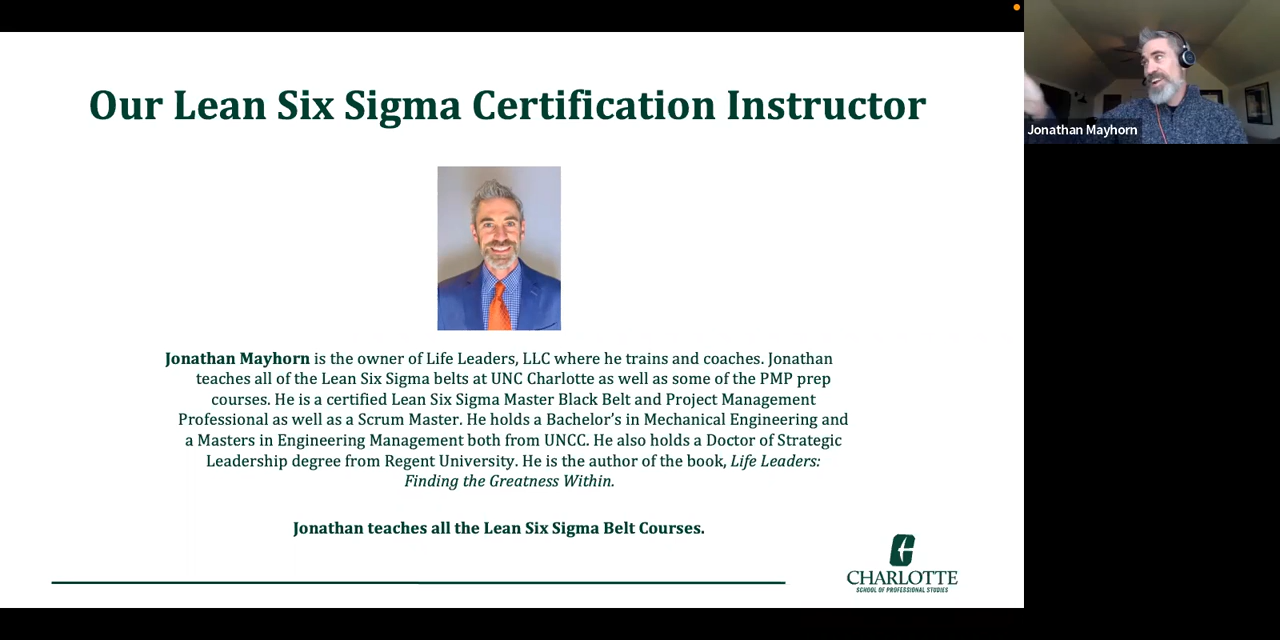 Our Lean Six Sigma Certification Instructor
Jonathan Mayhorn
Jonathan Mayhorn is the owner of Life Leaders, LLC where he trains and coaches. Jonathan
teaches all of the Lean Six Sigma belts at UNC Charlotte as well as some of the PMP prep
courses. He is a certified Lean Six Sigma Master Black Belt and Project Management
Professional as well as a Scrum Master. He holds a Bachelor’s in Mechanical Engineering and
a Masters in Engineering Management both from UNCC. He also holds a Doctor of Strategic
Leadership degree from Regent University. He is the author of the book, Life Leaders:
Finding the Greatness Within.
Jonathan teaches all the Lean Six Sigma Belt Courses.
CHARLOTTE
SCHOOL OF PROFESSIONAL STUDIES